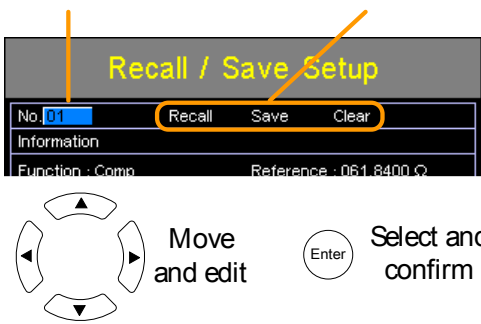 Recall / Save Setup
No. 01 Recall Save Clear
Information
Function : Comp Reference : 061.8400 Ω
Move
and edit
Enter
Select and
confirm